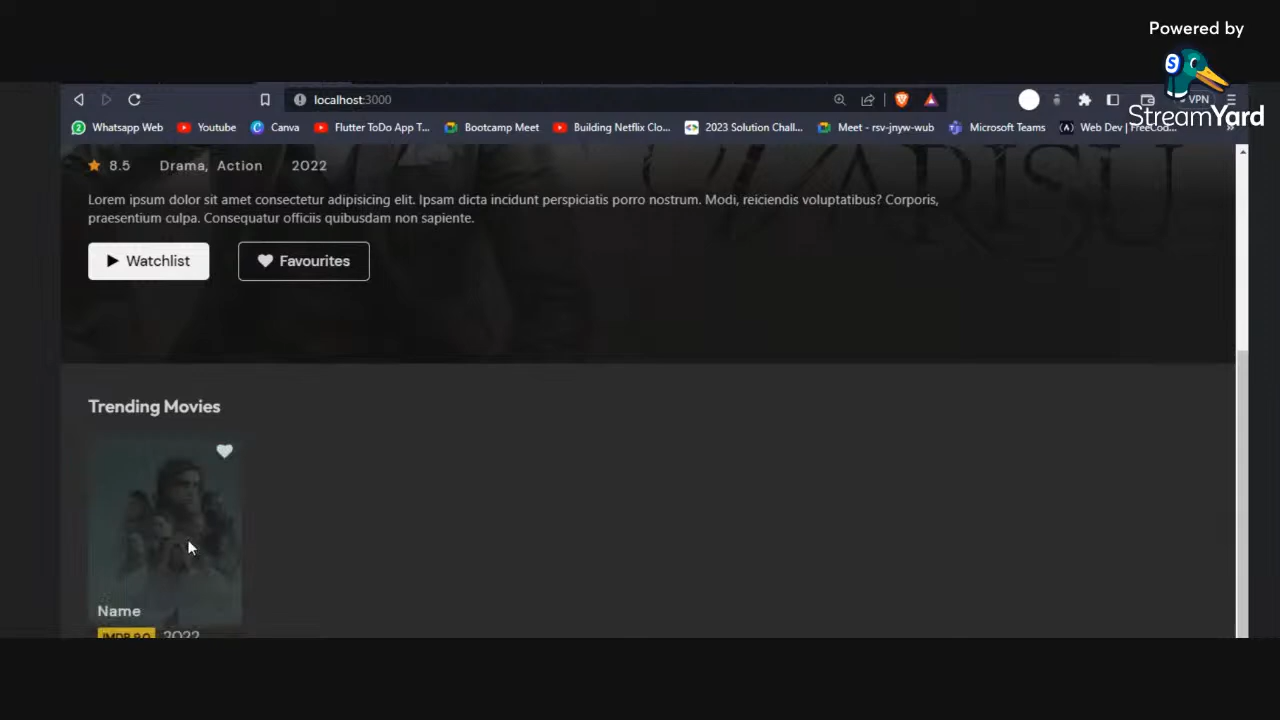 Powered by
StreamYard
localhost:3000
VPN
Whatsapp Web
Youtube
Canva
Flutter ToDo App T...
Bootcamp Meet
Building Netflix Clo...
2023 Solution Chall...
Meet - rsv-jnyw-wub
Microsoft Teams
Web Dev | FreeCod...
8.5 Drama, Action 2022
Lorem ipsum dolor sit amet consectetur adipisicing elit. Ipsam dicta incidunt perspiciatis porro nostrum. Modi, reiciendis voluptatibus? Corporis,
praesentium culpa. Consequatur officiis quibusdam non sapiente.
Watchlist
Favourites
Trending Movies
Name
2022